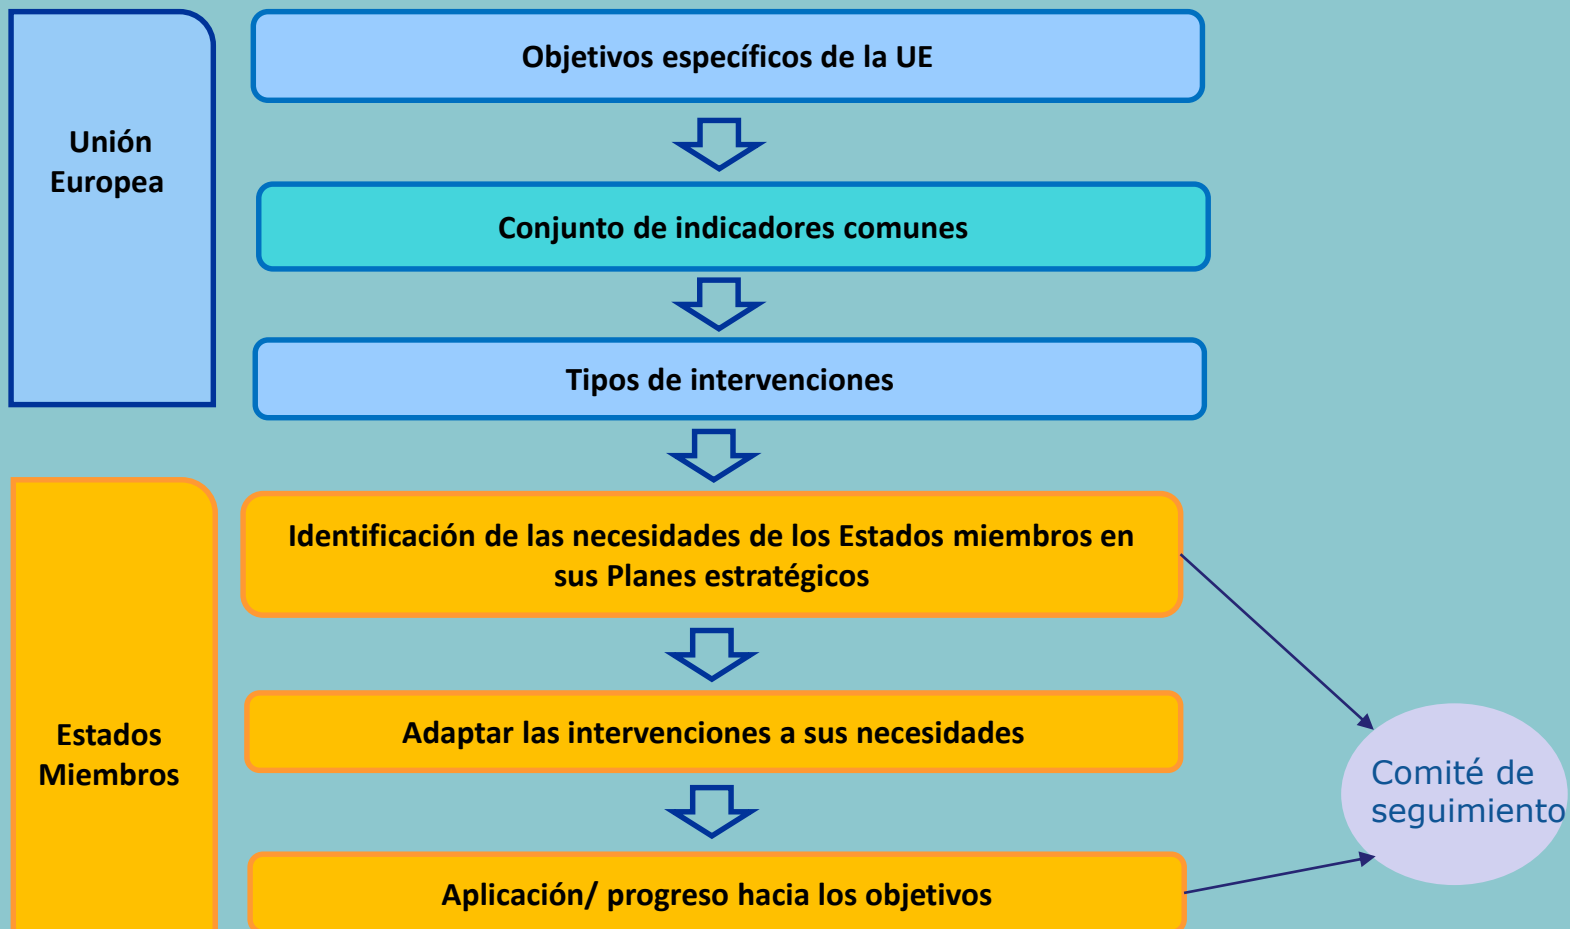 Unión
Europea
Objetivos específicos de la UE
Conjunto de indicadores comunes
Tipos de intervenciones
Estados
Miembros
Identificación de las necesidades de los Estados miembros en
sus Planes estratégicos
Adaptar las intervenciones a sus necesidades
Aplicación/ progreso hacia los objetivos
Comité de
seguimiento